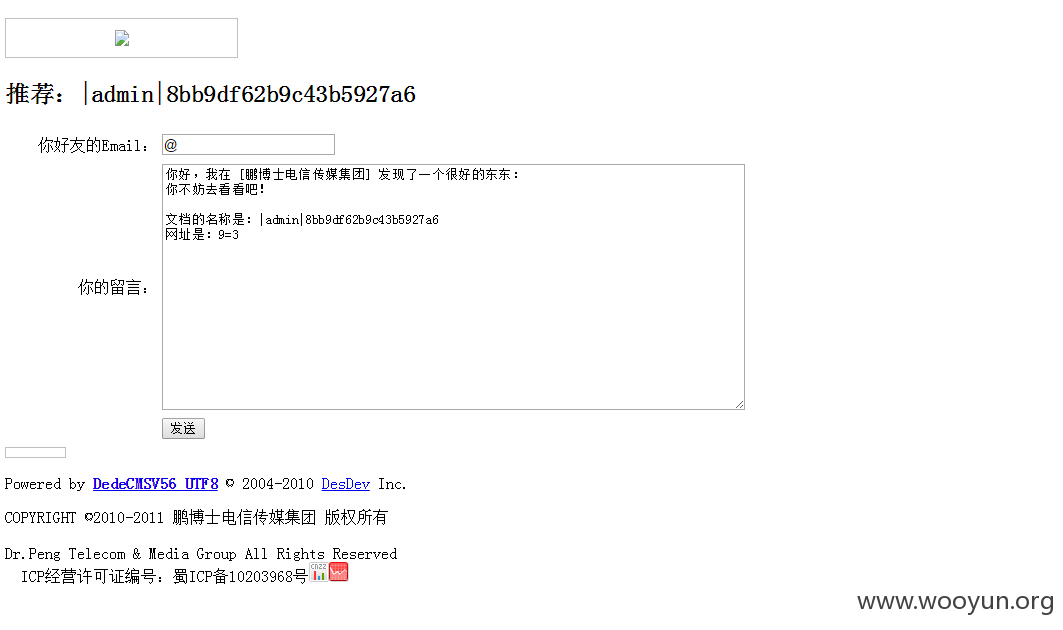 推荐：|admin|8bb9df62b9c43b5927a6
你好友的Email：
@
你好，我在 [鹏博士电信传媒集团] 发现了一个很好的东东：
你不妨去看看吧！
文档的名称是：|admin|8bb9df62b9c43b5927a6
网址是：9=3
你的留言：
发送
Powered by DedeCMSV56_UTF8 © 2004-2010 DesDev Inc.
COPYRIGHT ©2010-2011 鹏博士电信传媒集团 版权所有
Dr.Peng Telecom & Media Group All Rights Reserved
ICP经营许可证编号：蜀ICP备10203968号
CNZZ
www.wooyun.org